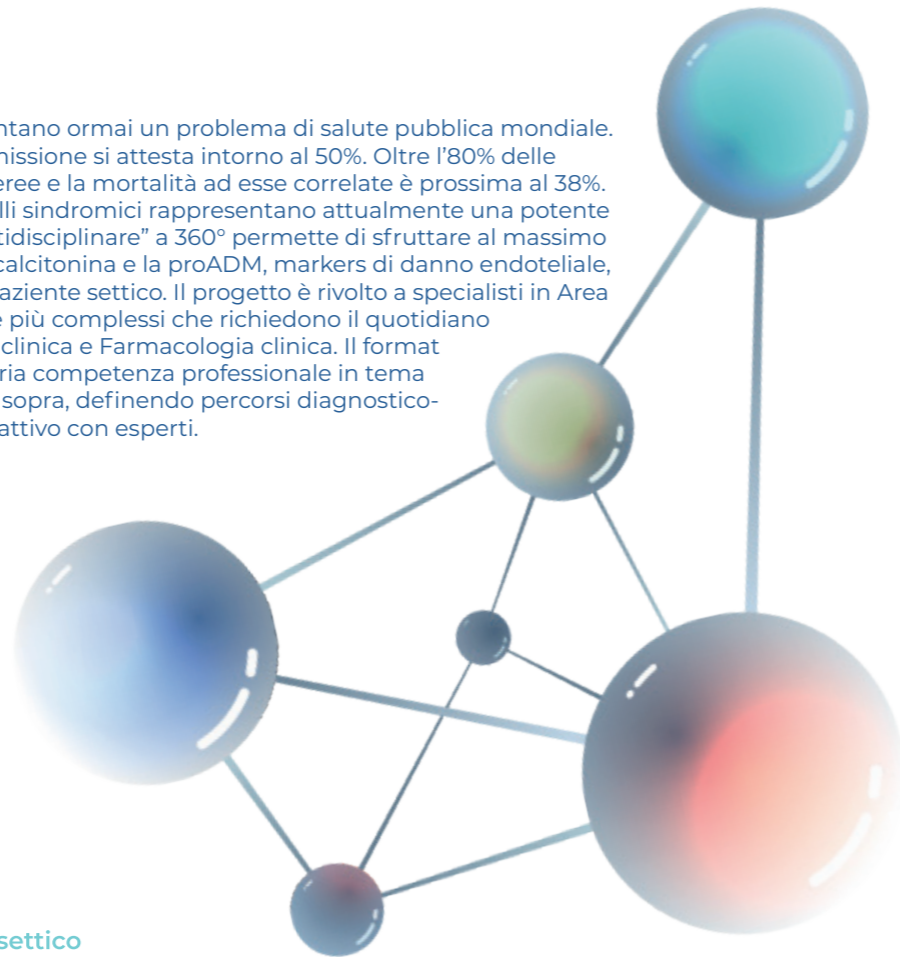 ntano ormai un problema di salute pubblica mondiale.
nissione si attesta intorno al 50%. Oltre l’80% delle
eree e la mortalità ad esse correlate è prossima al 38%.
lli sindromici rappresentano attualmente una potente
tidisciplinare” a 360° permette di sfruttare al massimo
calcitonina e la proADM, markers di danno endoteliale,
aziente settico. Il progetto è rivolto a specialisti in Area
e più complessi che richiedono il quotidiano
clinica e Farmacologia clinica. Il format
ria competenza professionale in tema
sopra, definendo percorsi diagnostico-
attivo con esperti.
settico